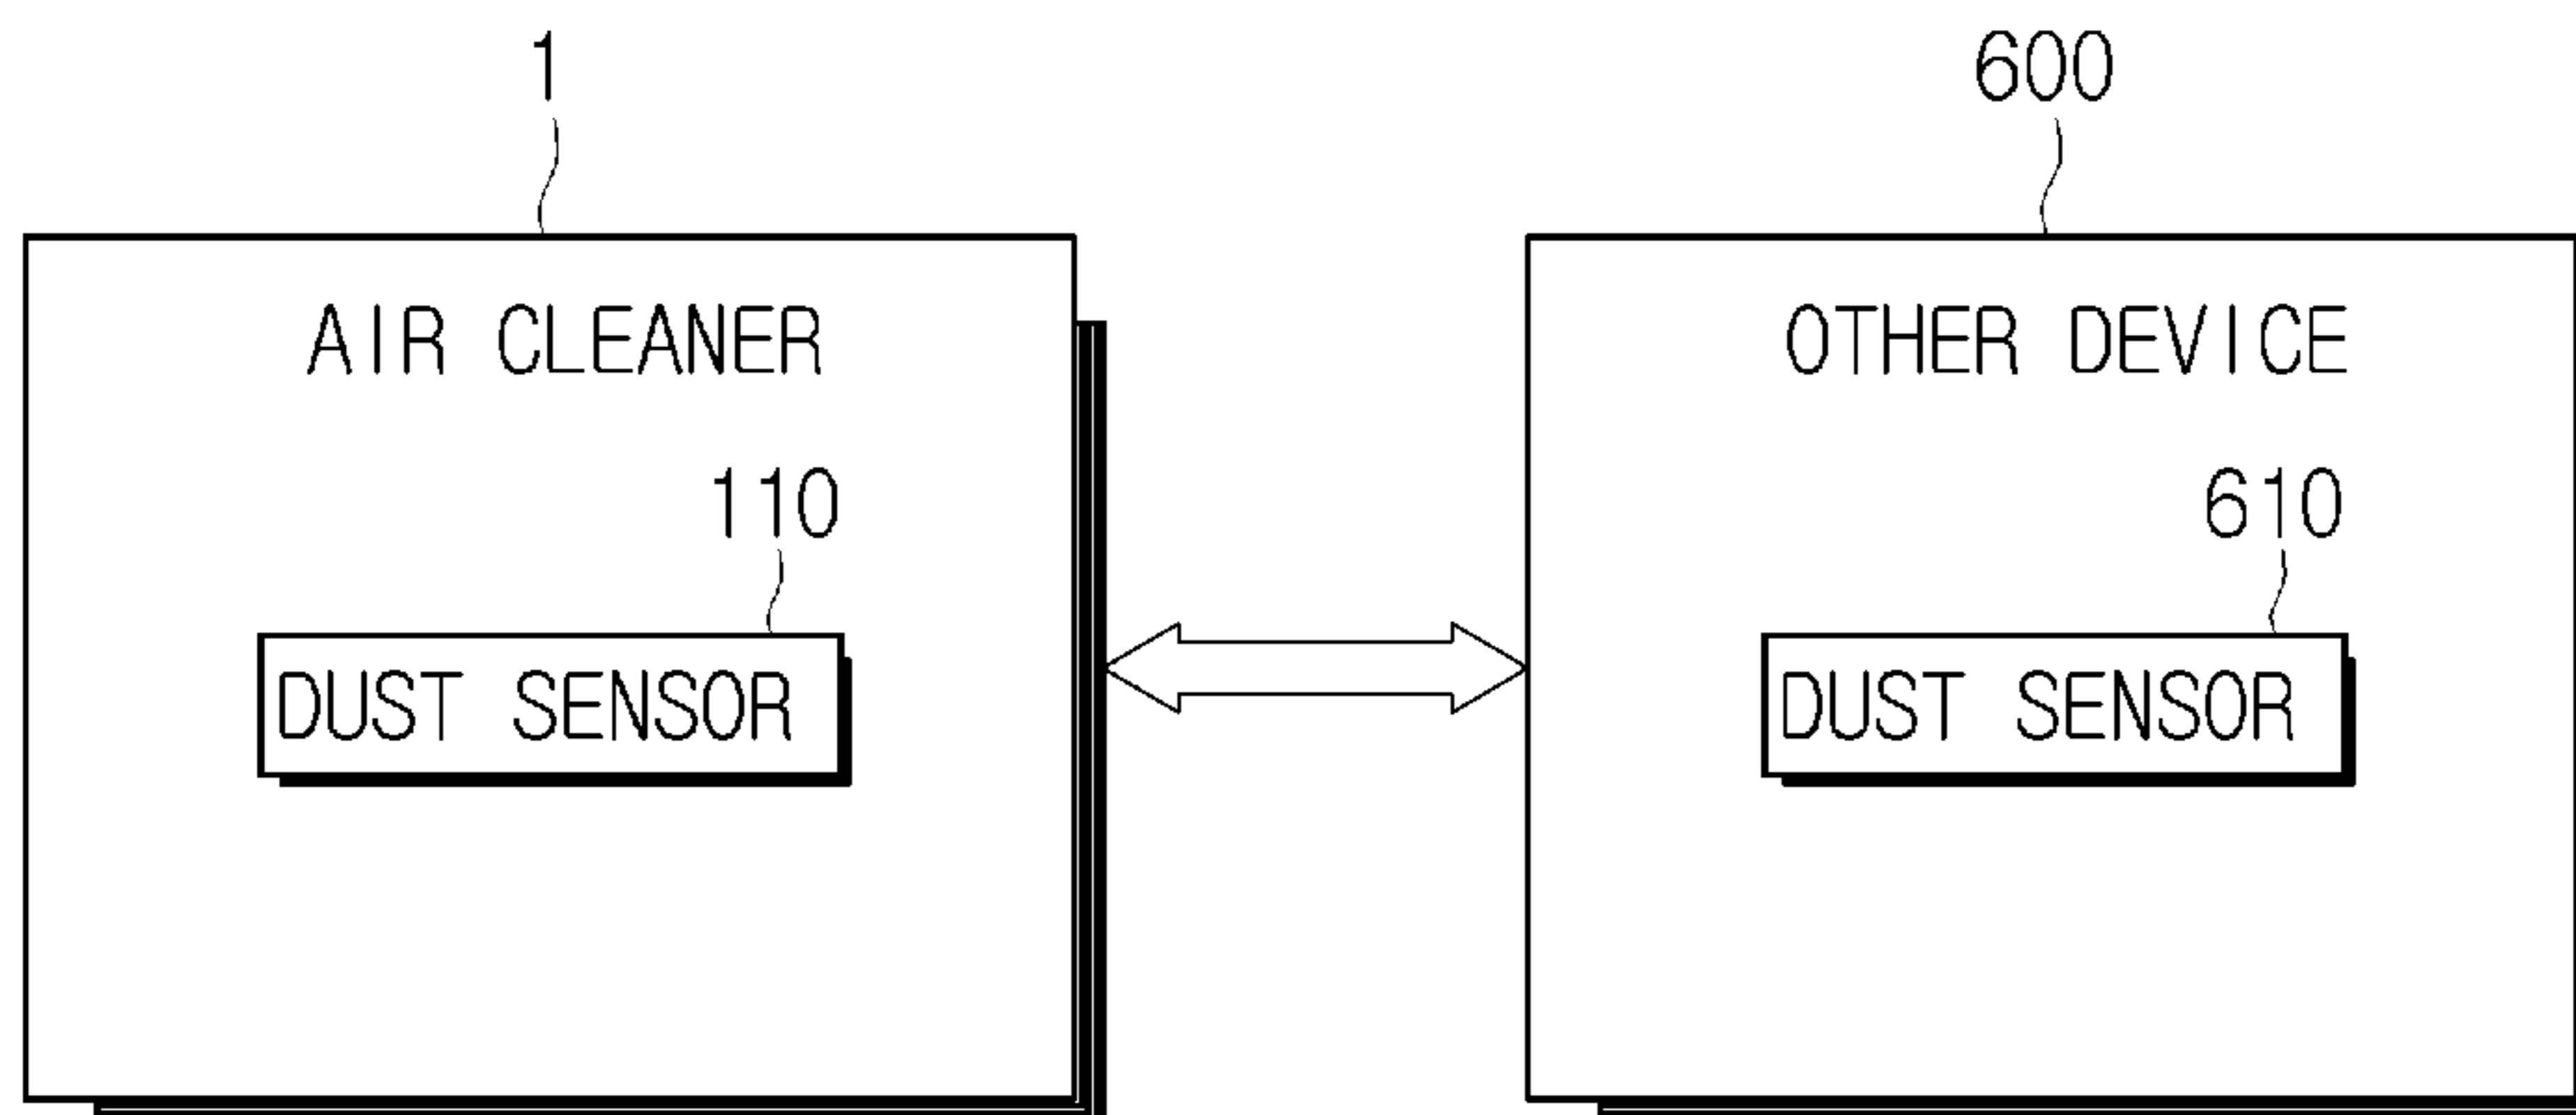 1 600
AIR CLEANER OTHER DEVICE
110 610
DUST SENSOR DUST SENSOR